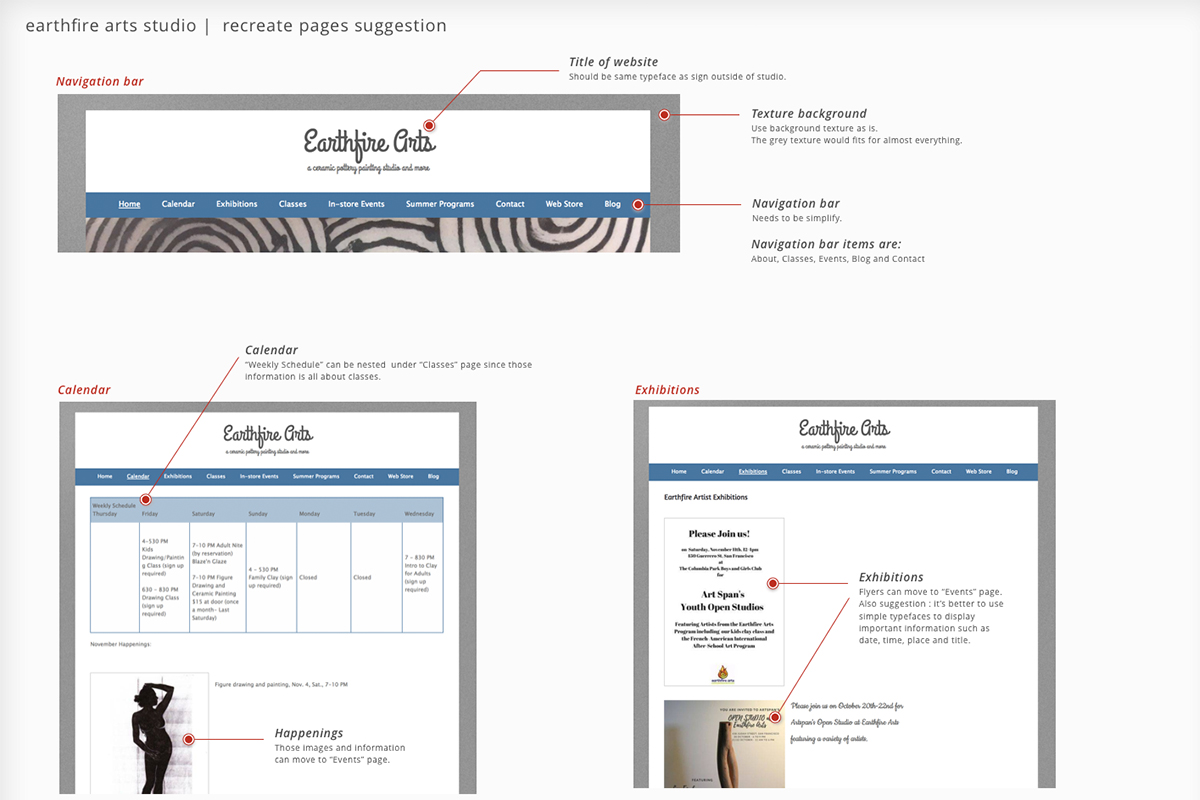 earthfire arts studio | recreate pages suggestion
Title of website
Should be same typeface as sign outside of studio.
Navigation bar
Texture background
Use background texture as is.
The grey texture would fits for almost everything.
Earthfire Arts
a ceramic pottery painting studio and more
Home Calendar Exhibitions Classes In-store Events Summer Programs Contact Web Store Blog
Navigation bar
Needs to be simplify.
Navigation bar items are:
About, Classes, Events, Blog and Contact
Calendar
“Weekly Schedule” can be nested under “Classes” page since those
information is all about classes.
Calendar
Earthfire Arts
a ceramic pottery painting studio and more
Home Calendar Exhibitions Classes In-store Events Summer Programs Contact Web Store Blog
Weekly Schedule
Thursday Friday Saturday Sunday Monday Tuesday Wednesday
4-530 PM
Kids
Drawing/Paintin
g Class (sign up
required)
630 - 830 PM
Drawing Class
(sign up
required)
7-10 PM Adult Nite
(by reservation)
Blaze'n Glaze
7-10 PM Figure
Drawing and
Ceramic Painting
$15 at door (once
a month- Last
Saturday)
4 - 530 PM
Family Clay (sign
up required)
Closed
Closed
7 - 830 PM
Intro to Clay
for Adults
(sign up
required)
November Happenings:
Figure drawing and painting, Nov. 4, Sat., 7-10 PM
Happenings
Those images and information
can move to “Events” page.
Exhibitions
Earthfire Arts
a ceramic pottery painting studio and more
Home Calendar Exhibitions Classes In-store Events Summer Programs Contact Web Store Blog
Earthfire Artist Exhibitions
Please Join us!
on Saturday, November 18th, 12-4pm
450 Guerrero St, San Francisco
at
The Columbia Park Boys and Girls Club
for
Art Span's
Youth Open Studios
Featuring Artists from the Earthfire Arts
Program including our kids clay class and
the French American International
After-School Art Program
earthfire arts
Exhibitions
Flyers can move to “Events” page.
Also suggestion : it's better to use
simple typefaces to display
important information such as
date, time, place and title.
YOU ARE INVITED TO ARTSPAN'S
OPEN STUDIO
Earthfire Arts
FEATURING
Please join us on October 20th-22nd for
Artspan's Open Studio at Earthfire Arts
featuring a variety of artists.